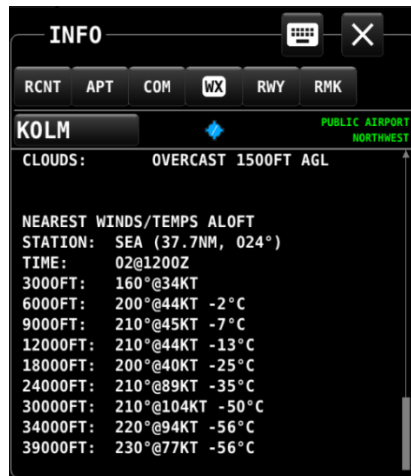 INFO
RCNT APT COM WX RWY RMK
KOLM
PUBLIC AIRPORT
NORTHWEST
CLOUDS: OVERCAST 1500FT AGL
NEAREST WINDS/TEMPS ALOFT
STATION: SEA (37.7NM, 024°)
TIME: 02@1200Z
3000FT: 160°@34KT
6000FT: 200°@44KT -2°C
9000FT: 210°@45KT -7°C
12000FT: 210°@44KT -13°C
18000FT: 200°@40KT -25°C
24000FT: 210°@89KT -35°C
30000FT: 210°@104KT -50°C
34000FT: 220°@94KT -56°C
39000FT: 230°@77KT -56°C